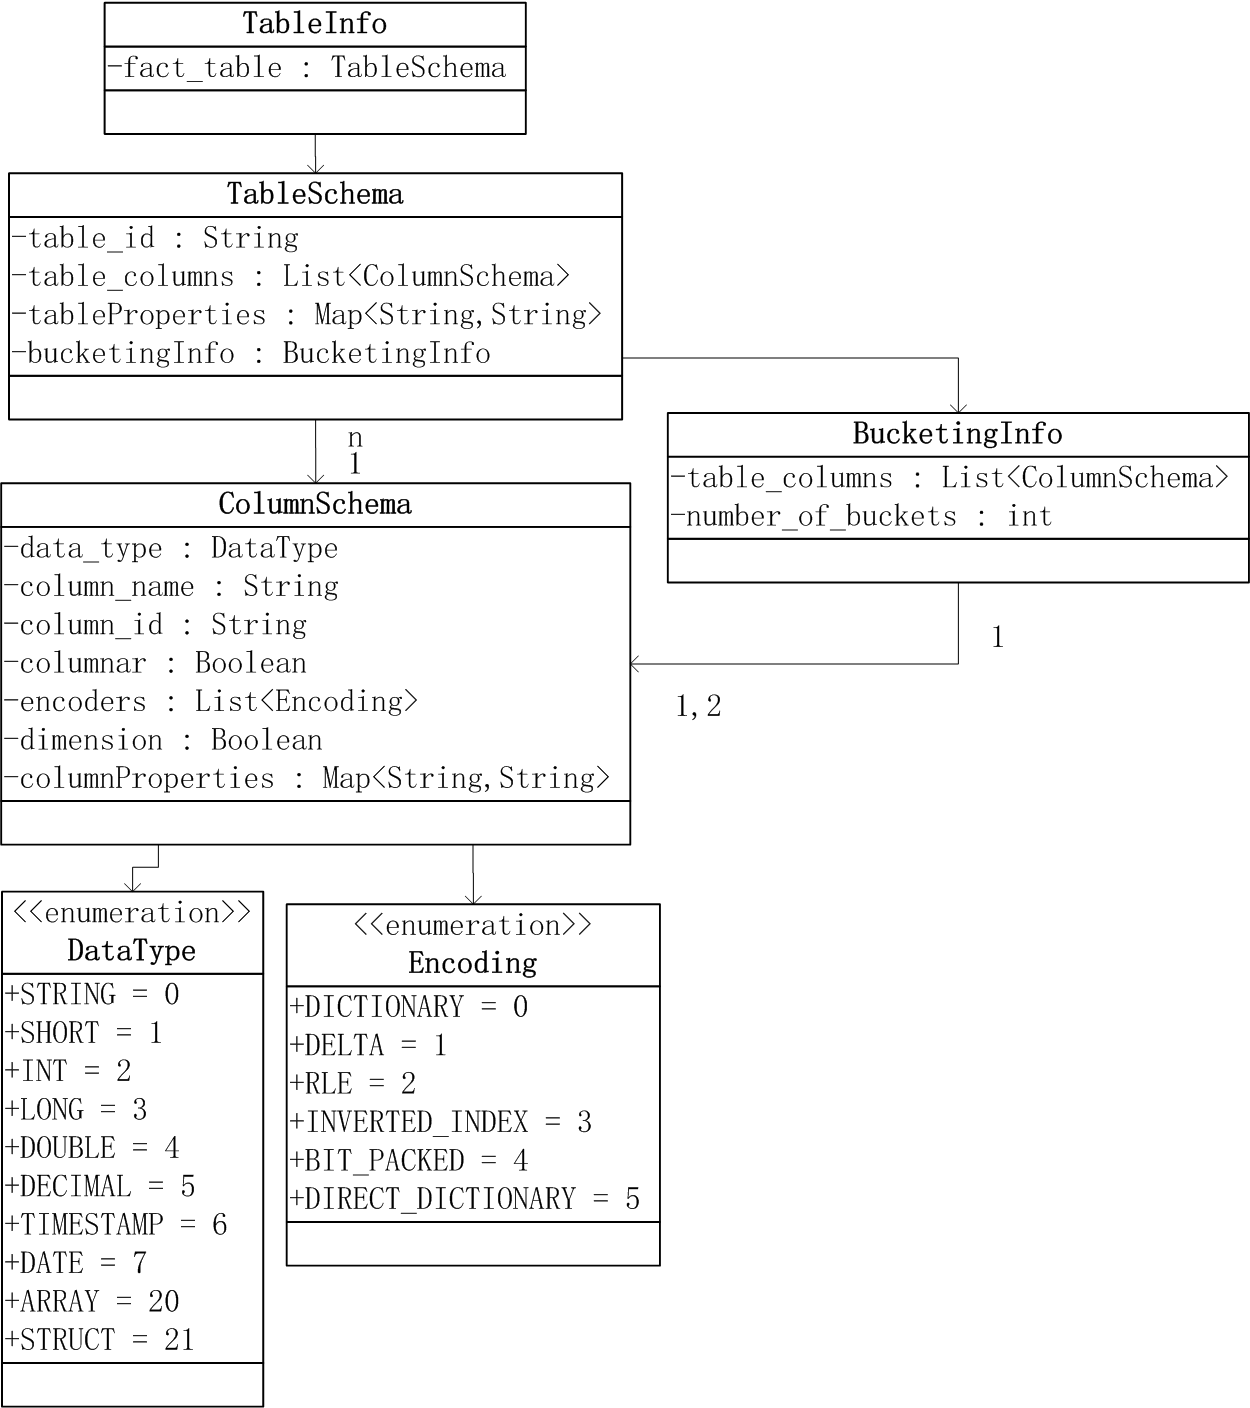 TableInfo
-fact_table : TableSchema
TableSchema
-table_id : String
-table_columns : List<ColumnSchema>
-tableProperties : Map<String,String>
-bucketingInfo : BucketingInfo
n
1
BucketingInfo
-table_columns : List<ColumnSchema>
-number_of_buckets : int
1
1,2
ColumnSchema
-data_type : DataType
-column_name : String
-column_id : String
-columnar : Boolean
-encoders : List<Encoding>
-dimension : Boolean
-columnProperties : Map<String,String>
<<enumeration>>
DataType
+STRING = 0
+SHORT = 1
+INT = 2
+LONG = 3
+DOUBLE = 4
+DECIMAL = 5
+TIMESTAMP = 6
+DATE = 7
+ARRAY = 20
+STRUCT = 21
<<enumeration>>
Encoding
+DICTIONARY = 0
+DELTA = 1
+RLE = 2
+INVERTED_INDEX = 3
+BIT_PACKED = 4
+DIRECT_DICTIONARY = 5